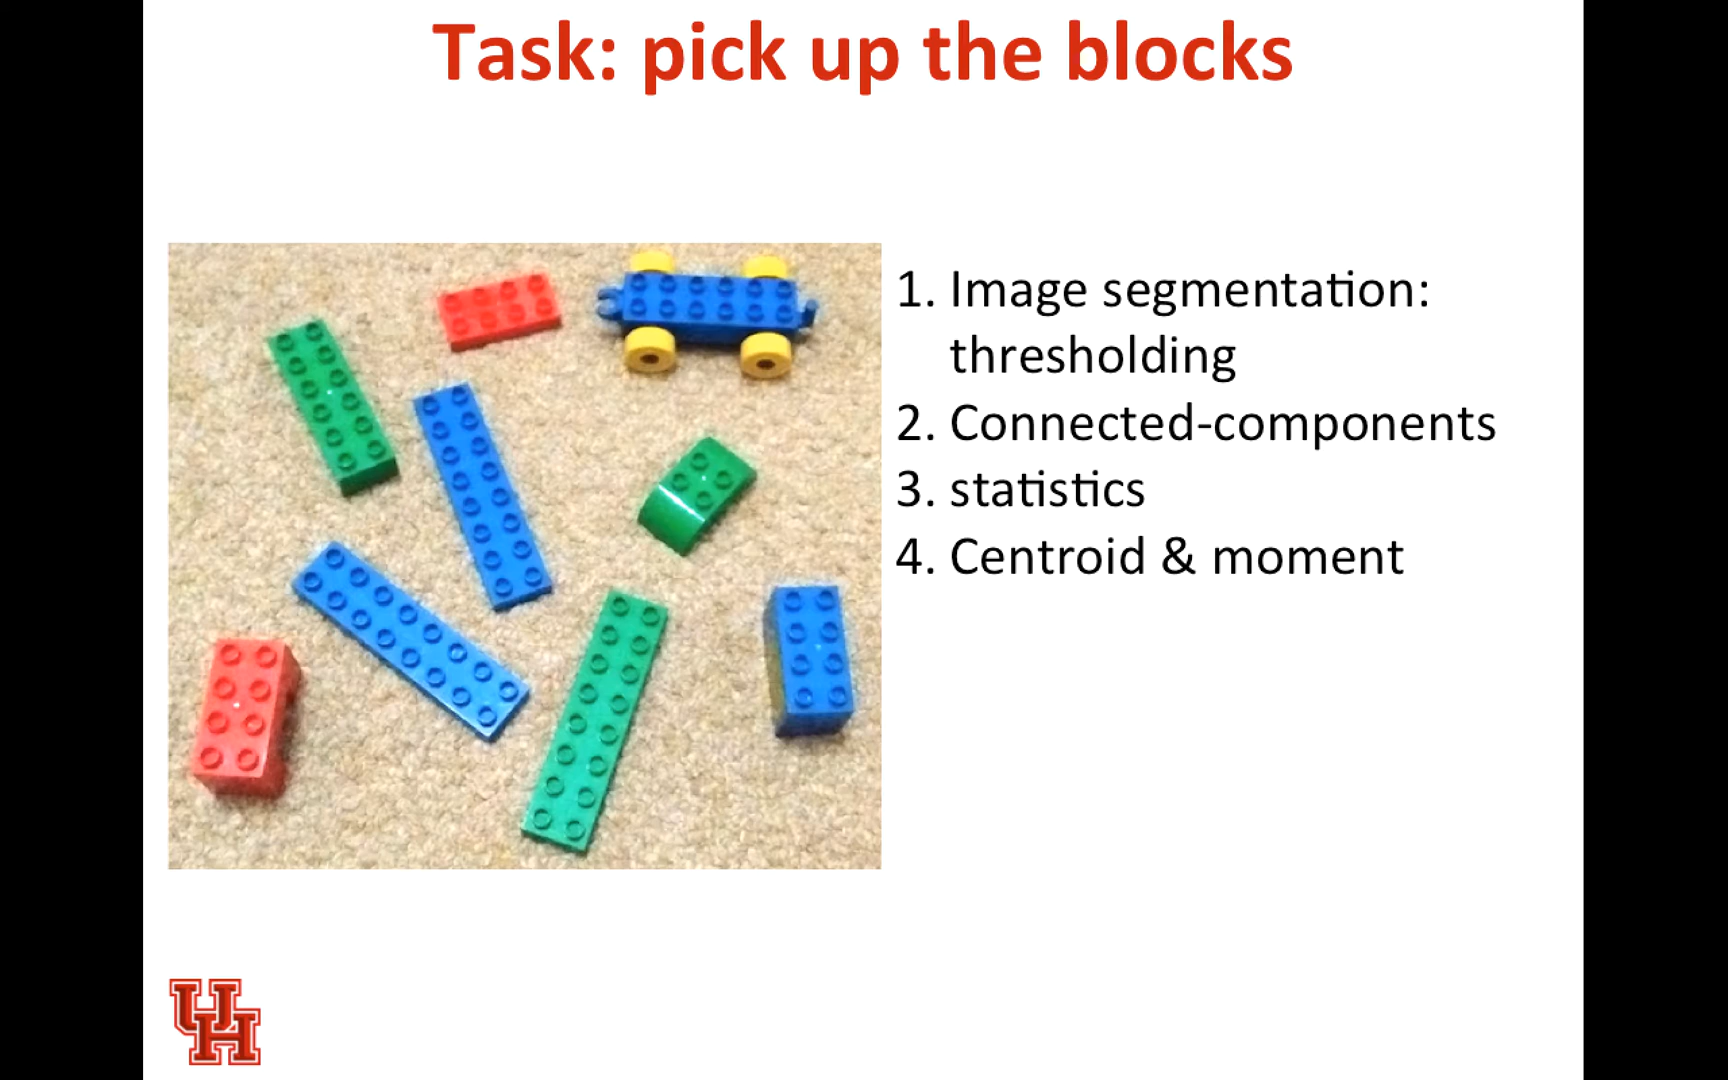 Task: pick up the blocks
1. Image segmentation:
thresholding
2. Connected-components
3. statistics
4. Centroid & moment
UH